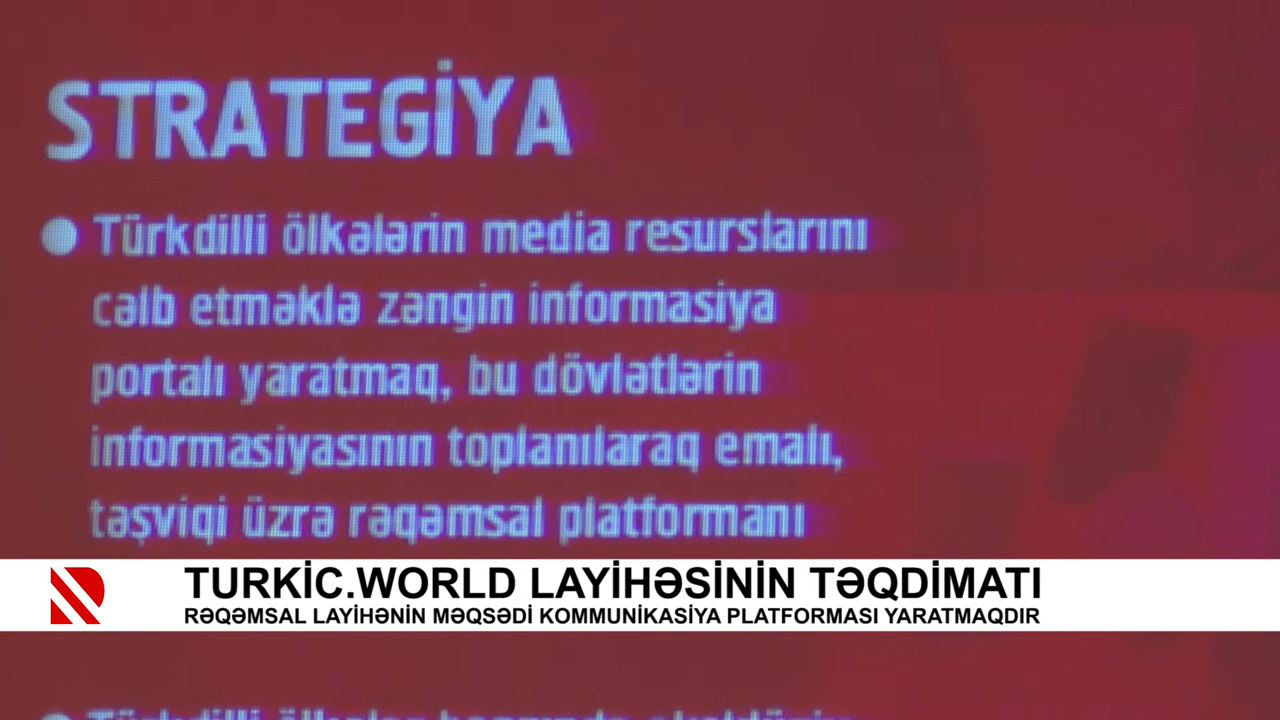 STRATEGİYA
Türkdilli ölkələrin media resurslarını
cəlb etməklə zəngin informasiya
portalı yaratmaq, bu dövlətlərin
informasiyasının toplanılaraq emalı,
təşviqi üzrə rəqəmsal platformanı
TURKİC.WORLD LAYİHƏSİNİN TƏQDİMATI
RƏQƏMSAL LAYİHƏNİN MƏQSƏDİ KOMMUNİKASİYA PLATFORMASI YARATMAQDIR